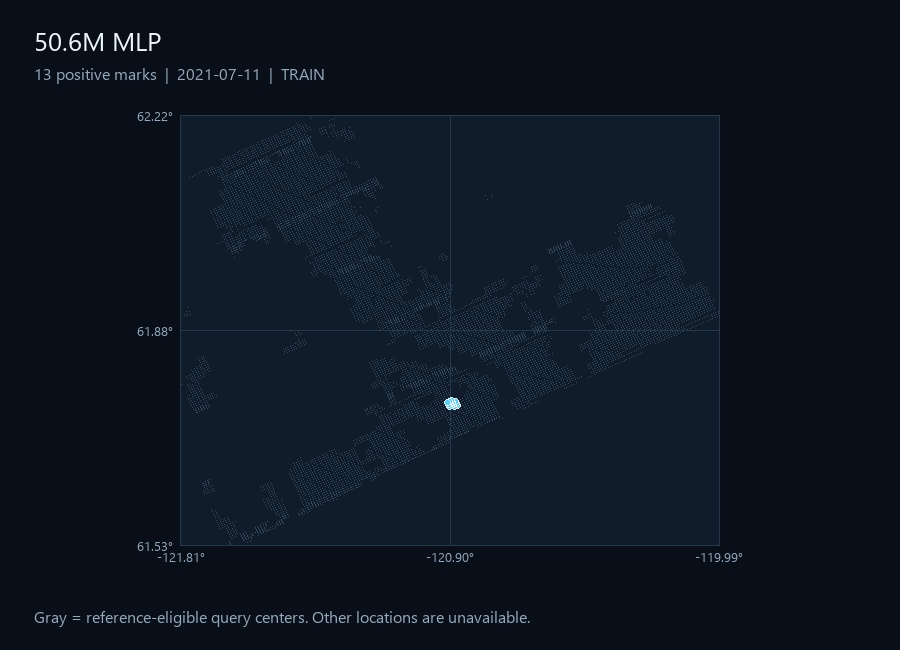 50.6M MLP
13 positive marks | 2021-07-11 | TRAIN
62.22°
61.88°
61.53°
-121.81°
-120.90°
-119.99°
Gray = reference-eligible query centers. Other locations are unavailable.